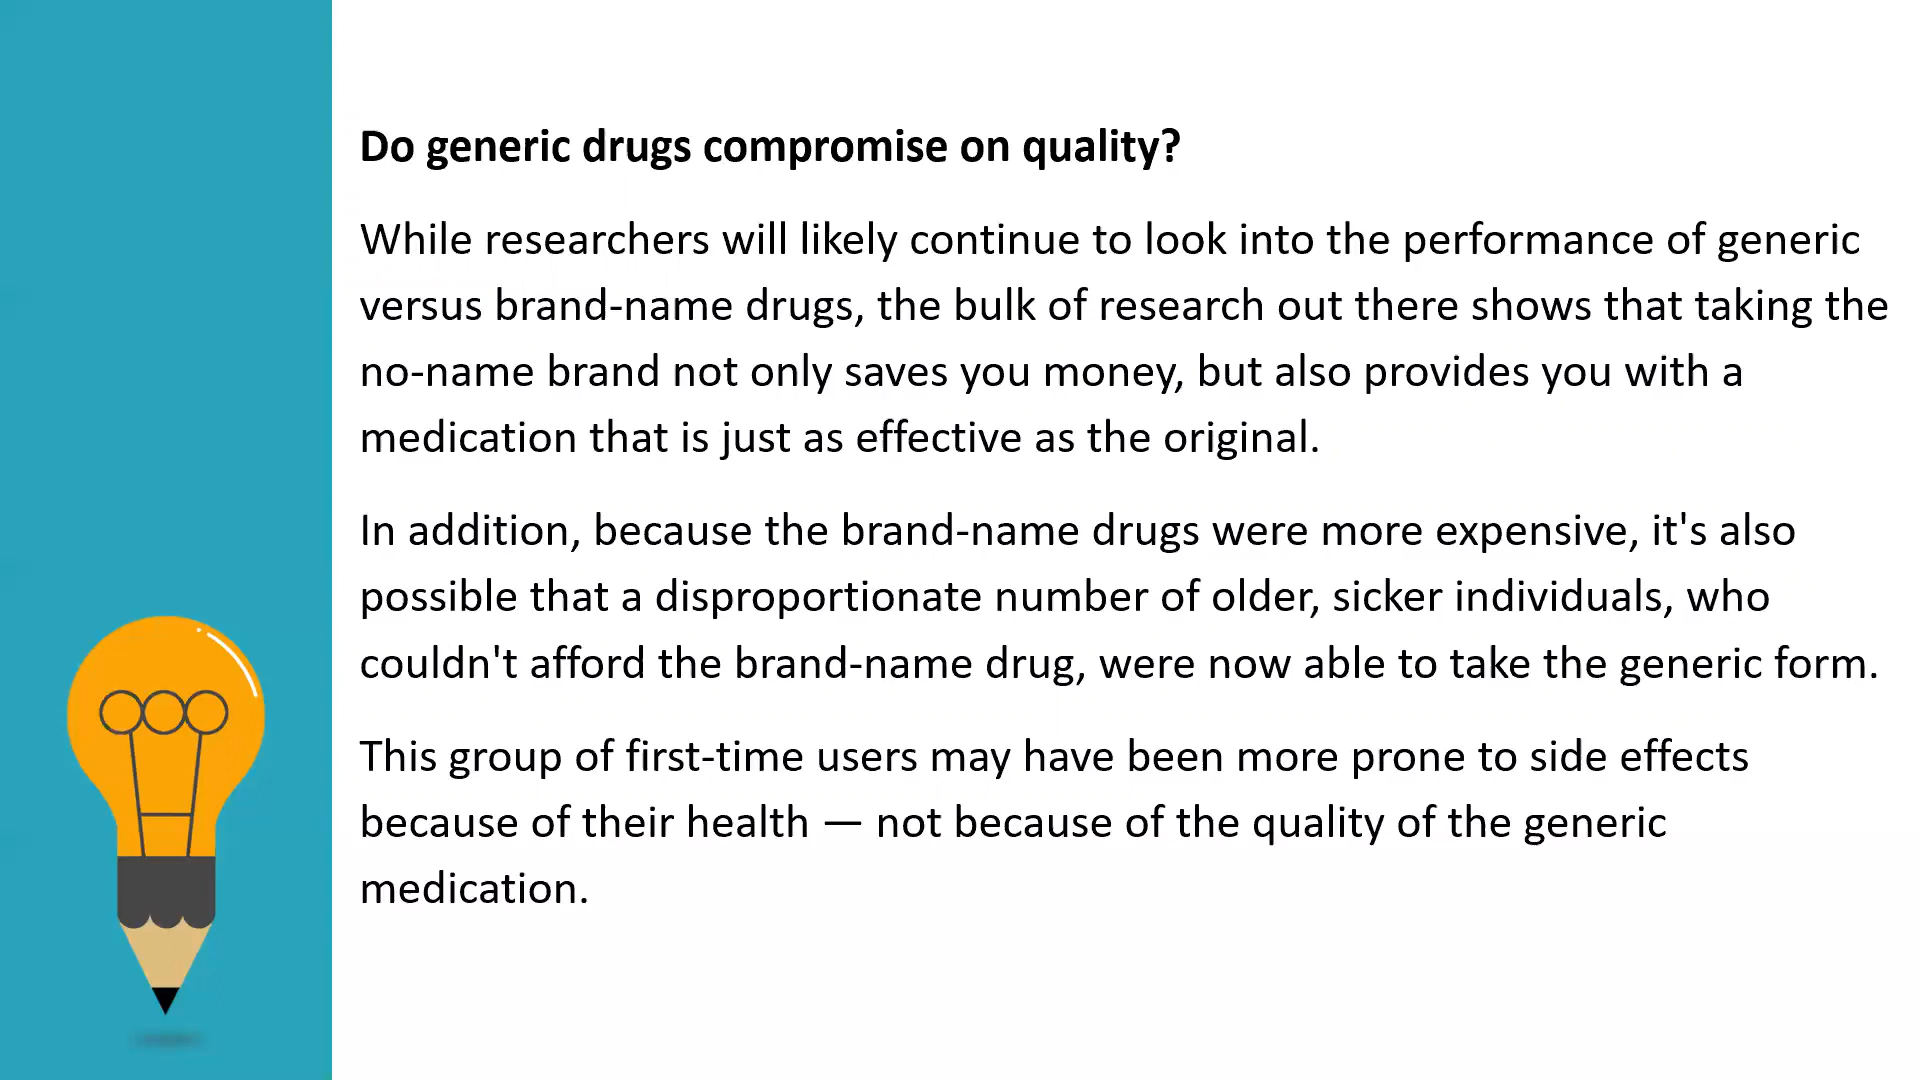 Do generic drugs compromise on quality?
While researchers will likely continue to look into the performance of generic
versus brand-name drugs, the bulk of research out there shows that taking the
no-name brand not only saves you money, but also provides you with a
medication that is just as effective as the original.
In addition, because the brand-name drugs were more expensive, it's also
possible that a disproportionate number of older, sicker individuals, who
couldn't afford the brand-name drug, were now able to take the generic form.
This group of first-time users may have been more prone to side effects
because of their health — not because of the quality of the generic
medication.